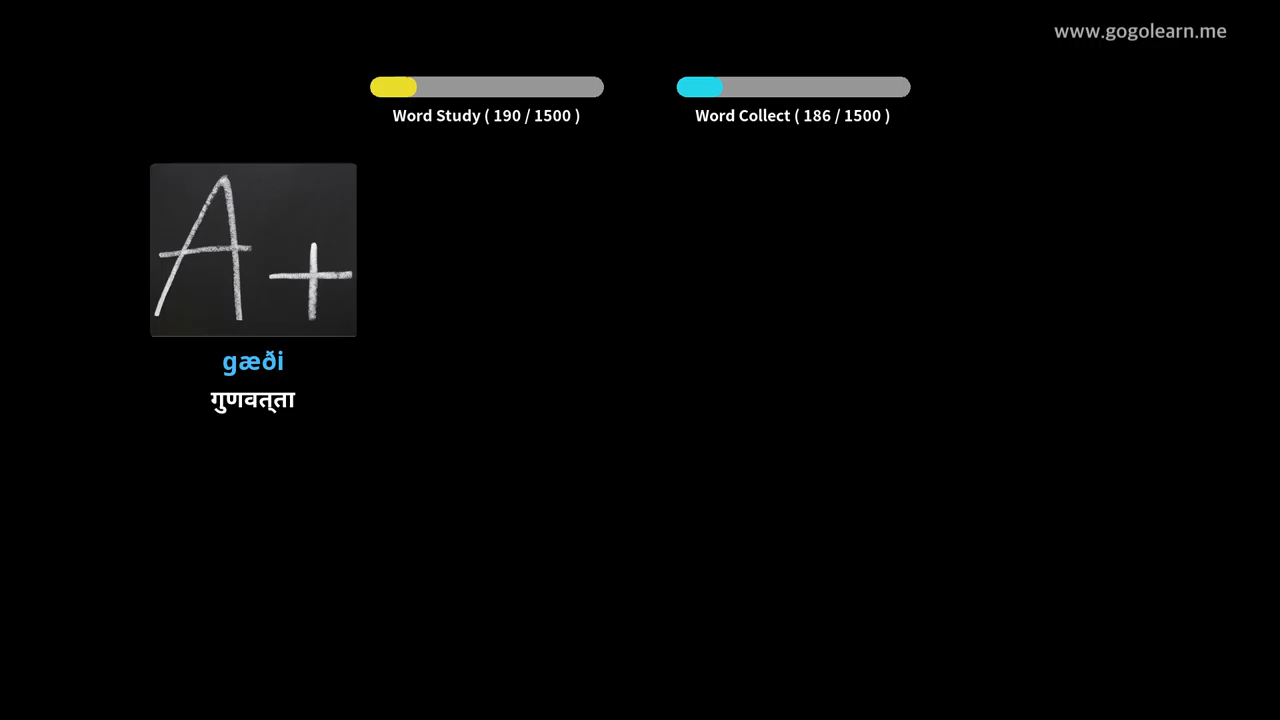 www.gogolearn.me
Word Study ( 190 / 1500 )
Word Collect ( 186 / 1500 )
A+
gæði
गुणवत्ता